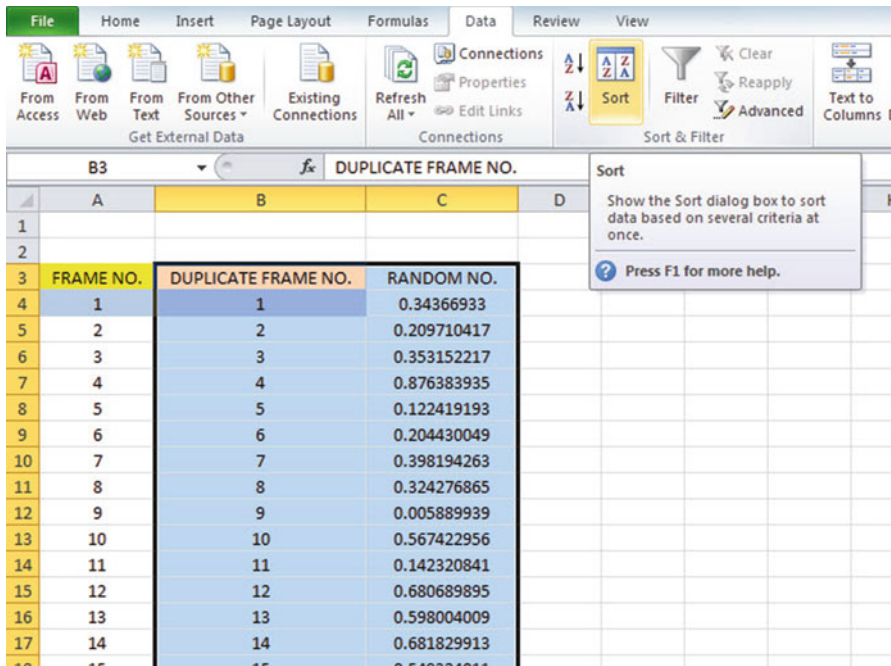 File Home Insert Page Layout Formulas Data Review View
From Access
From Web
From Text
From Other Sources
Existing Connections
Get External Data
Refresh All
Connections
Properties
Edit Links
Connections
A Z
Z A
A Z Z A
Sort
Filter
Clear
Reapply
Advanced
Sort & Filter
Text to Columns
B3 fx DUPLICATE FRAME NO.
Sort
Show the Sort dialog box to sort
data based on several criteria at
once.
Press F1 for more help.
A B C D
1
2
3 FRAME NO. DUPLICATE FRAME NO. RANDOM NO.
4 1 1 0.34366933
5 2 2 0.209710417
6 3 3 0.353152217
7 4 4 0.876383935
8 5 5 0.122419193
9 6 6 0.204430049
10 7 7 0.398194263
11 8 8 0.324276865
12 9 9 0.005889939
13 10 10 0.567422956
14 11 11 0.142320841
15 12 12 0.680689895
16 13 13 0.598004009
17 14 14 0.681829913